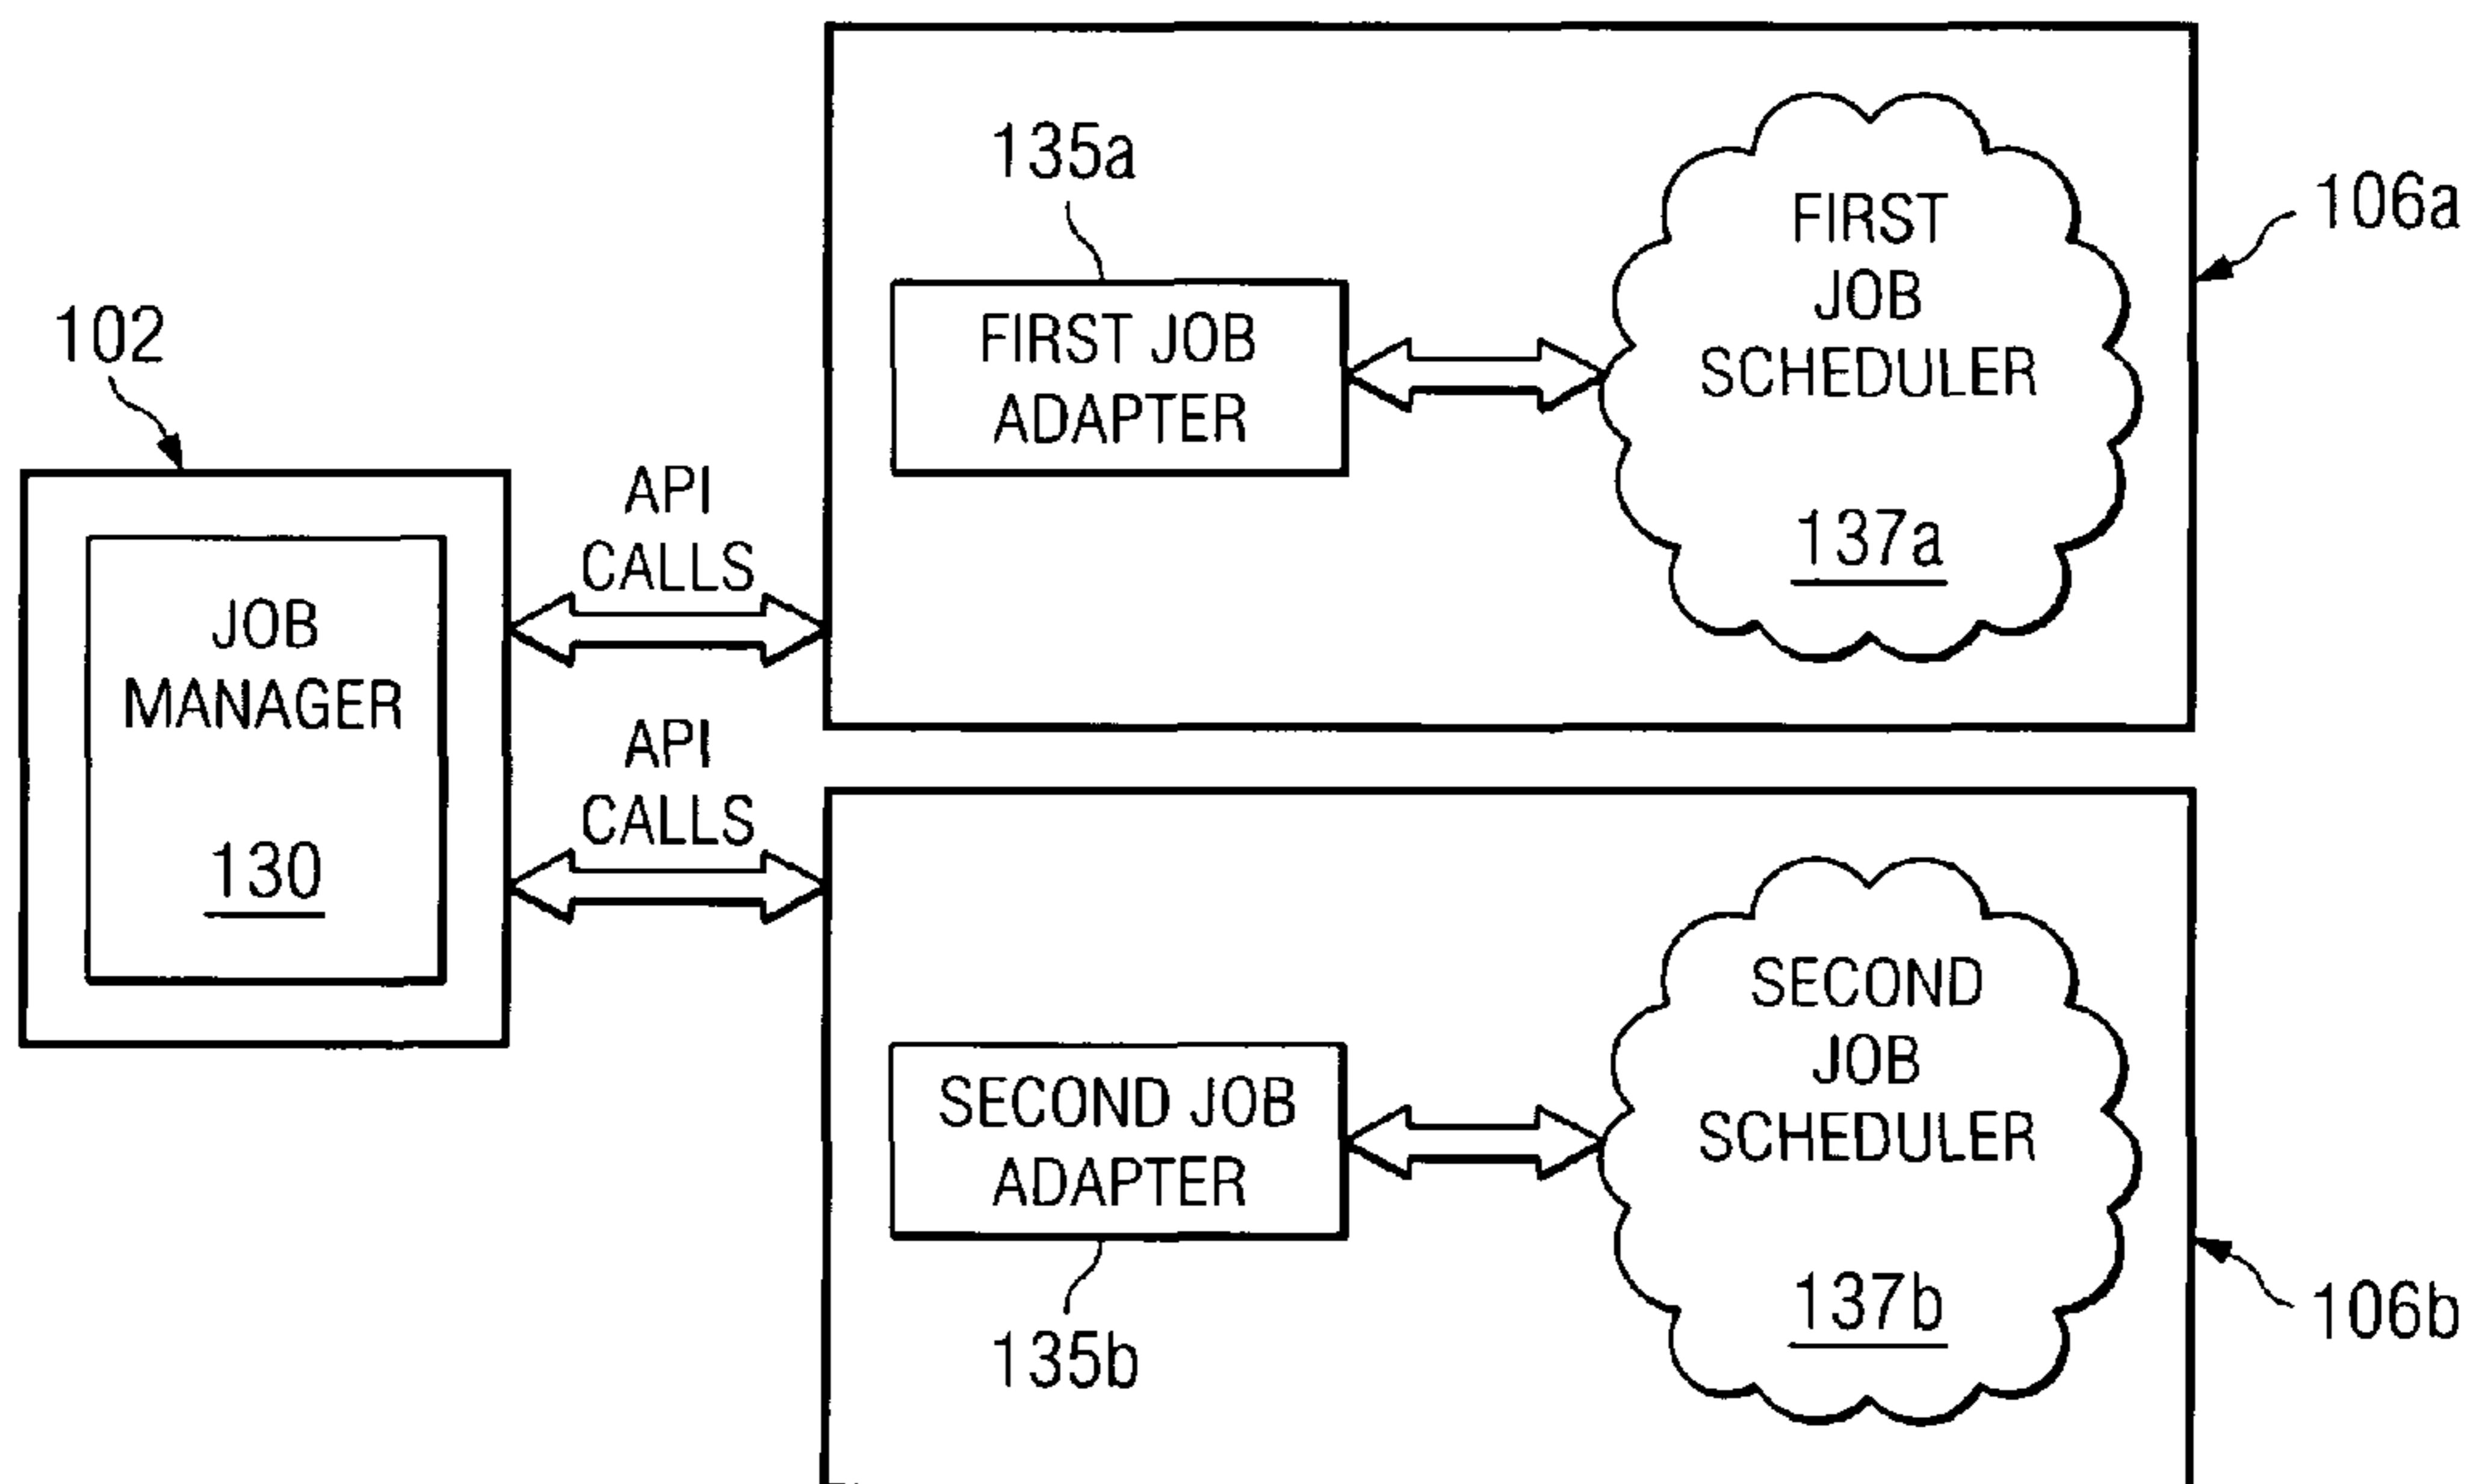 102
JOB
MANAGER
130
API
CALLS
API
CALLS
135a
FIRST JOB
ADAPTER
FIRST
JOB
SCHEDULER
137a
106a
SECOND JOB
ADAPTER
135b
SECOND
JOB
SCHEDULER
137b
106b